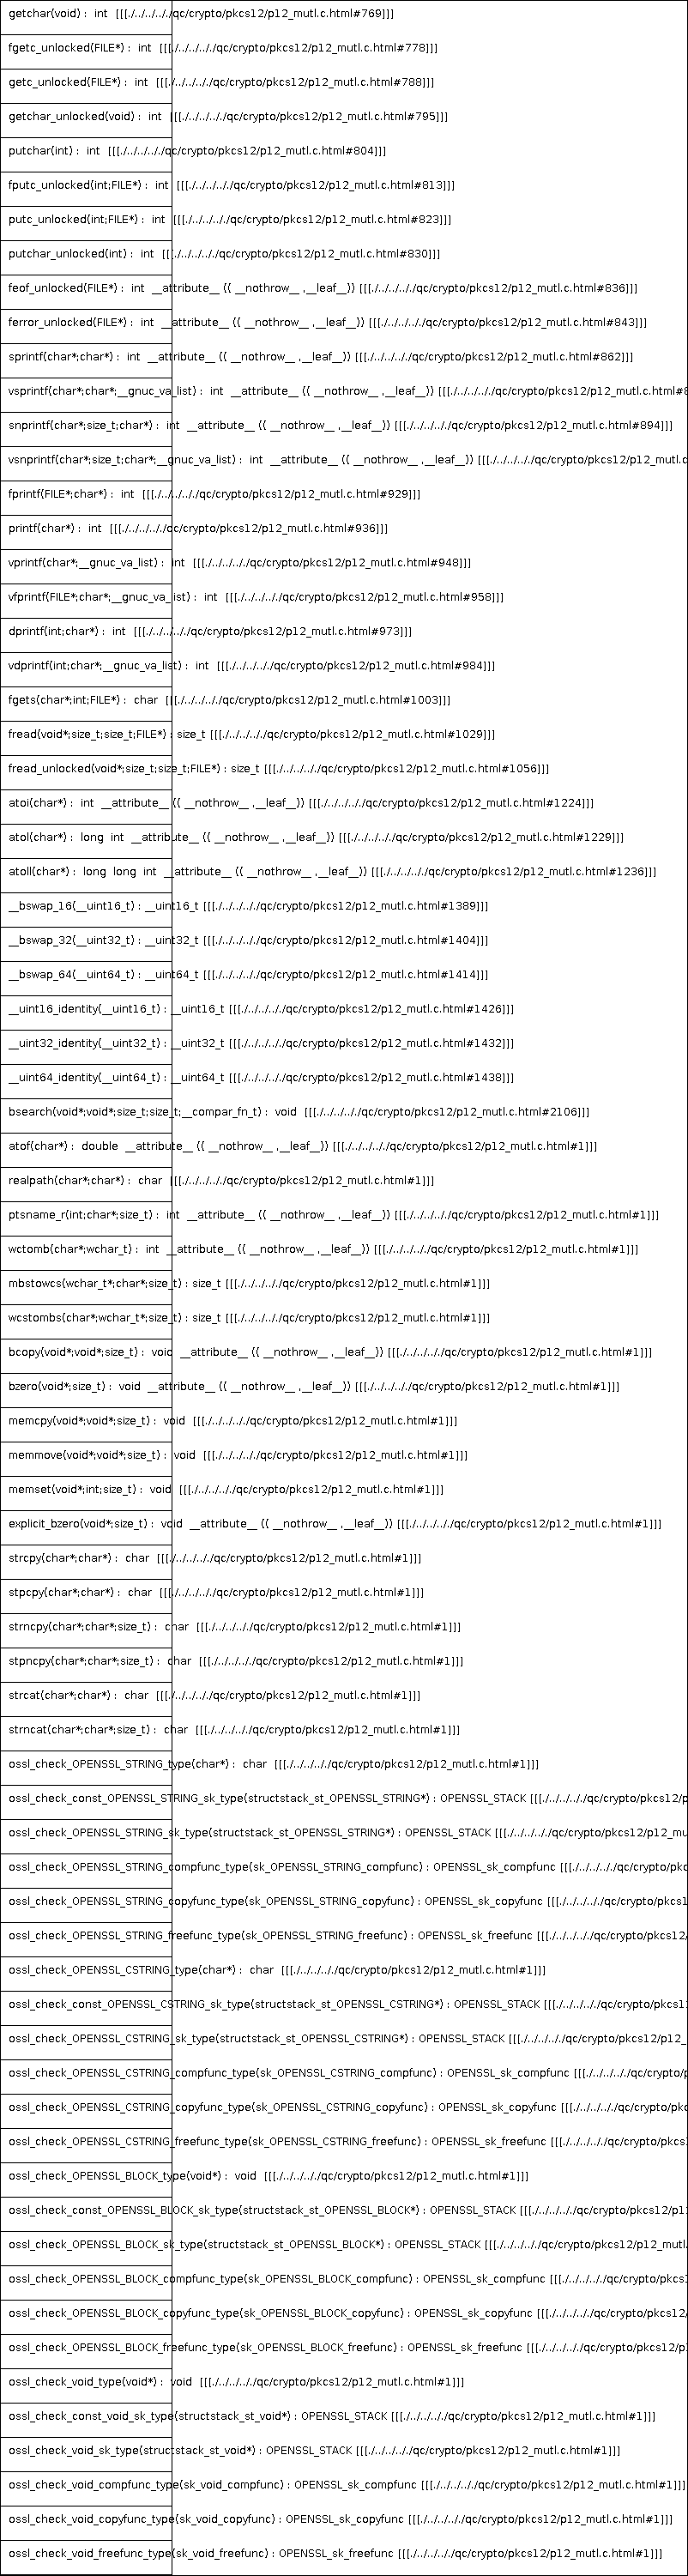 getchar(void) : int [[[./../../../../qc/crypto/pkcs12/p12_mutl.c.html#769]]]
fgetc_unlocked(FILE*) : int [[[./../../../../qc/crypto/pkcs12/p12_mutl.c.html#778]]]
getc_unlocked(FILE*) : int [[[./../../../../qc/crypto/pkcs12/p12_mutl.c.html#788]]]
getchar_unlocked(void) : int [[[./../../../../qc/crypto/pkcs12/p12_mutl.c.html#795]]]
putchar(int) : int [[[./../../../../qc/crypto/pkcs12/p12_mutl.c.html#804]]]
fputc_unlocked(int;FILE*) : int [[[./../../../../qc/crypto/pkcs12/p12_mutl.c.html#813]]]
putc_unlocked(int;FILE*) : int [[[./../../../../qc/crypto/pkcs12/p12_mutl.c.html#823]]]
putchar_unlocked(int) : int [[[./../../../../qc/crypto/pkcs12/p12_mutl.c.html#830]]]
feof_unlocked(FILE*) : int __attribute__ (( __nothrow__ ,__leaf__)) [[[./../../../../qc/crypto/pkcs12/p12_mutl.c.html#836]]]
ferror_unlocked(FILE*) : int __attribute__ (( __nothrow__ ,__leaf__)) [[[./../../../../qc/crypto/pkcs12/p12_mutl.c.html#843]]]
sprintf(char*;char*) : int __attribute__ (( __nothrow__ ,__leaf__)) [[[./../../../../qc/crypto/pkcs12/p12_mutl.c.html#862]]]
vsprintf(char*;char*;__gnuc_va_list) : int __attribute__ (( __nothrow__ ,__leaf__)) [[[./../../../../qc/crypto/pkcs12/p12_mutl.c.html#8
snprintf(char*;size_t;char*) : int __attribute__ (( __nothrow__ ,__leaf__)) [[[./../../../../qc/crypto/pkcs12/p12_mutl.c.html#894]]]
vsnprintf(char*;size_t;char*;__gnuc_va_list) : int __attribute__ (( __nothrow__ ,__leaf__)) [[[./../../../../qc/crypto/pkcs12/p12_mutl.c
fprintf(FILE*;char*) : int [[[./../../../../qc/crypto/pkcs12/p12_mutl.c.html#929]]]
printf(char*) : int [[[./../../../../qc/crypto/pkcs12/p12_mutl.c.html#936]]]
vprintf(char*;__gnuc_va_list) : int [[[./../../../../qc/crypto/pkcs12/p12_mutl.c.html#948]]]
vfprintf(FILE*;char*;__gnuc_va_list) : int [[[./../../../../qc/crypto/pkcs12/p12_mutl.c.html#958]]]
dprintf(int;char*) : int [[[./../../../../qc/crypto/pkcs12/p12_mutl.c.html#973]]]
vdprintf(int;char*;__gnuc_va_list) : int [[[./../../../../qc/crypto/pkcs12/p12_mutl.c.html#984]]]
fgets(char*;int;FILE*) : char [[[./../../../../qc/crypto/pkcs12/p12_mutl.c.html#1003]]]
fread(void*;size_t;size_t;FILE*) : size_t [[[./../../../../qc/crypto/pkcs12/p12_mutl.c.html#1029]]]
fread_unlocked(void*;size_t;size_t;FILE*) : size_t [[[./../../../../qc/crypto/pkcs12/p12_mutl.c.html#1056]]]
atoi(char*) : int __attribute__ (( __nothrow__ ,__leaf__)) [[[./../../../../qc/crypto/pkcs12/p12_mutl.c.html#1224]]]
atol(char*) : long int __attribute__ (( __nothrow__ ,__leaf__)) [[[./../../../../qc/crypto/pkcs12/p12_mutl.c.html#1229]]]
atoll(char*) : long long int __attribute__ (( __nothrow__ ,__leaf__)) [[[./../../../../qc/crypto/pkcs12/p12_mutl.c.html#1236]]]
__bswap_16(__uint16_t) : __uint16_t [[[./../../../../qc/crypto/pkcs12/p12_mutl.c.html#1389]]]
__bswap_32(__uint32_t) : __uint32_t [[[./../../../../qc/crypto/pkcs12/p12_mutl.c.html#1404]]]
__bswap_64(__uint64_t) : __uint64_t [[[./../../../../qc/crypto/pkcs12/p12_mutl.c.html#1414]]]
__uint16_identity(__uint16_t) : __uint16_t [[[./../../../../qc/crypto/pkcs12/p12_mutl.c.html#1426]]]
__uint32_identity(__uint32_t) : __uint32_t [[[./../../../../qc/crypto/pkcs12/p12_mutl.c.html#1432]]]
__uint64_identity(__uint64_t) : __uint64_t [[[./../../../../qc/crypto/pkcs12/p12_mutl.c.html#1438]]]
bsearch(void*;void*;size_t;size_t;__compar_fn_t) : void [[[./../../../../qc/crypto/pkcs12/p12_mutl.c.html#2106]]]
atof(char*) : double __attribute__ (( __nothrow__ ,__leaf__)) [[[./../../../../qc/crypto/pkcs12/p12_mutl.c.html#1]]]
realpath(char*;char*) : char [[[./../../../../qc/crypto/pkcs12/p12_mutl.c.html#1]]]
ptsname_r(int;char*;size_t) : int __attribute__ (( __nothrow__ ,__leaf__)) [[[./../../../../qc/crypto/pkcs12/p12_mutl.c.html#1]]]
wctomb(char*;wchar_t) : int __attribute__ (( __nothrow__ ,__leaf__)) [[[./../../../../qc/crypto/pkcs12/p12_mutl.c.html#1]]]
mbstowcs(wchar_t*;char*;size_t) : size_t [[[./../../../../qc/crypto/pkcs12/p12_mutl.c.html#1]]]
wcstombs(char*;wchar_t*;size_t) : size_t [[[./../../../../qc/crypto/pkcs12/p12_mutl.c.html#1]]]
bcopy(void*;void*;size_t) : void __attribute__ (( __nothrow__ ,__leaf__)) [[[./../../../../qc/crypto/pkcs12/p12_mutl.c.html#1]]]
bzero(void*;size_t) : void __attribute__ (( __nothrow__ ,__leaf__)) [[[./../../../../qc/crypto/pkcs12/p12_mutl.c.html#1]]]
memcpy(void*;void*;size_t) : void [[[./../../../../qc/crypto/pkcs12/p12_mutl.c.html#1]]]
memmove(void*;void*;size_t) : void [[[./../../../../qc/crypto/pkcs12/p12_mutl.c.html#1]]]
memset(void*;int;size_t) : void [[[./../../../../qc/crypto/pkcs12/p12_mutl.c.html#1]]]
explicit_bzero(void*;size_t) : void __attribute__ (( __nothrow__ ,__leaf__)) [[[./../../../../qc/crypto/pkcs12/p12_mutl.c.html#1]]]
strcpy(char*;char*) : char [[[./../../../../qc/crypto/pkcs12/p12_mutl.c.html#1]]]
stpcpy(char*;char*) : char [[[./../../../../qc/crypto/pkcs12/p12_mutl.c.html#1]]]
strncpy(char*;char*;size_t) : char [[[./../../../../qc/crypto/pkcs12/p12_mutl.c.html#1]]]
stpncpy(char*;char*;size_t) : char [[[./../../../../qc/crypto/pkcs12/p12_mutl.c.html#1]]]
strcat(char*;char*) : char [[[./../../../../qc/crypto/pkcs12/p12_mutl.c.html#1]]]
strncat(char*;char*;size_t) : char [[[./../../../../qc/crypto/pkcs12/p12_mutl.c.html#1]]]
ossl_check_OPENSSL_STRING_type(char*) : char [[[./../../../../qc/crypto/pkcs12/p12_mutl.c.html#1]]]
ossl_check_const_OPENSSL_STRING_sk_type(structstack_st_OPENSSL_STRING*) : OPENSSL_STACK [[[./../../../../qc/crypto/pkcs12/p
ossl_check_OPENSSL_STRING_sk_type(structstack_st_OPENSSL_STRING*) : OPENSSL_STACK [[[./../../../../qc/crypto/pkcs12/p12_mu
ossl_check_OPENSSL_STRING_compfunc_type(sk_OPENSSL_STRING_compfunc) : OPENSSL_sk_compfunc [[[./../../../../qc/crypto/pkc
ossl_check_OPENSSL_STRING_copyfunc_type(sk_OPENSSL_STRING_copyfunc) : OPENSSL_sk_copyfunc [[[./../../../../qc/crypto/pkcs1
ossl_check_OPENSSL_STRING_freefunc_type(sk_OPENSSL_STRING_freefunc) : OPENSSL_sk_freefunc [[[./../../../../qc/crypto/pkcs12/
ossl_check_OPENSSL_CSTRING_type(char*) : char [[[./../../../../qc/crypto/pkcs12/p12_mutl.c.html#1]]]
ossl_check_const_OPENSSL_CSTRING_sk_type(structstack_st_OPENSSL_CSTRING*) : OPENSSL_STACK [[[./../../../../qc/crypto/pkcs1
ossl_check_OPENSSL_CSTRING_sk_type(structstack_st_OPENSSL_CSTRING*) : OPENSSL_STACK [[[./../../../../qc/crypto/pkcs12/p12_
ossl_check_OPENSSL_CSTRING_compfunc_type(sk_OPENSSL_CSTRING_compfunc) : OPENSSL_sk_compfunc [[[./../../../../qc/crypto/p
ossl_check_OPENSSL_CSTRING_copyfunc_type(sk_OPENSSL_CSTRING_copyfunc) : OPENSSL_sk_copyfunc [[[./../../../../qc/crypto/pkc
ossl_check_OPENSSL_CSTRING_freefunc_type(sk_OPENSSL_CSTRING_freefunc) : OPENSSL_sk_freefunc [[[./../../../../qc/crypto/pkcs
ossl_check_OPENSSL_BLOCK_type(void*) : void [[[./../../../../qc/crypto/pkcs12/p12_mutl.c.html#1]]]
ossl_check_const_OPENSSL_BLOCK_sk_type(structstack_st_OPENSSL_BLOCK*) : OPENSSL_STACK [[[./../../../../qc/crypto/pkcs12/p1
ossl_check_OPENSSL_BLOCK_sk_type(structstack_st_OPENSSL_BLOCK*) : OPENSSL_STACK [[[./../../../../qc/crypto/pkcs12/p12_mutl.
ossl_check_OPENSSL_BLOCK_compfunc_type(sk_OPENSSL_BLOCK_compfunc) : OPENSSL_sk_compfunc [[[./../../../../qc/crypto/pkcs1
ossl_check_OPENSSL_BLOCK_copyfunc_type(sk_OPENSSL_BLOCK_copyfunc) : OPENSSL_sk_copyfunc [[[./../../../../qc/crypto/pkcs12/
ossl_check_OPENSSL_BLOCK_freefunc_type(sk_OPENSSL_BLOCK_freefunc) : OPENSSL_sk_freefunc [[[./../../../../qc/crypto/pkcs12/p
ossl_check_void_type(void*) : void [[[./../../../../qc/crypto/pkcs12/p12_mutl.c.html#1]]]
ossl_check_const_void_sk_type(structstack_st_void*) : OPENSSL_STACK [[[./../../../../qc/crypto/pkcs12/p12_mutl.c.html#1]]]
ossl_check_void_sk_type(structstack_st_void*) : OPENSSL_STACK [[[./../../../../qc/crypto/pkcs12/p12_mutl.c.html#1]]]
ossl_check_void_compfunc_type(sk_void_compfunc) : OPENSSL_sk_compfunc [[[./../../../../qc/crypto/pkcs12/p12_mutl.c.html#1]]]
ossl_check_void_copyfunc_type(sk_void_copyfunc) : OPENSSL_sk_copyfunc [[[./../../../../qc/crypto/pkcs12/p12_mutl.c.html#1]]]
ossl_check_void_freefunc_type(sk_void_freefunc) : OPENSSL_sk_freefunc [[[./../../../../qc/crypto/pkcs12/p12_mutl.c.html#1]]]